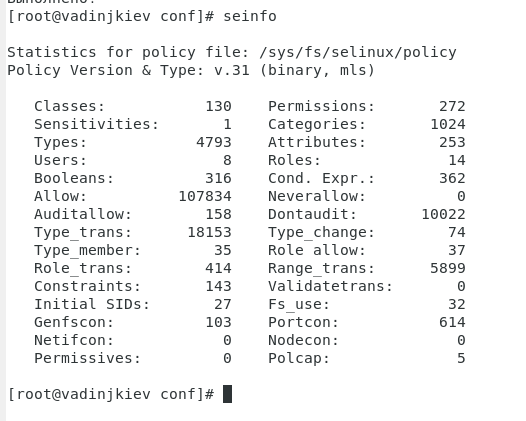 Выполнено!
[root@vadinjkiev conf]# seinfo
Statistics for policy file: /sys/fs/selinux/policy
Policy Version & Type: v.31 (binary, mls)
Classes: 130 Permissions: 272
Sensitivities: 1 Categories: 1024
Types: 4793 Attributes: 253
Users: 8 Roles: 14
Booleans: 316 Cond. Expr.: 362
Allow: 107834 Neverallow: 0
Auditallow: 158 Dontaudit: 10022
Type_trans: 18153 Type_change: 74
Type_member: 35 Role allow: 37
Role_trans: 414 Range_trans: 5899
Constraints: 143 Validatetrans: 0
Initial SIDs: 27 Fs_use: 32
Genfscon: 103 Portcon: 614
Netifcon: 0 Nodecon: 0
Permissives: 0 Polcap: 5
[root@vadinjkiev conf]#